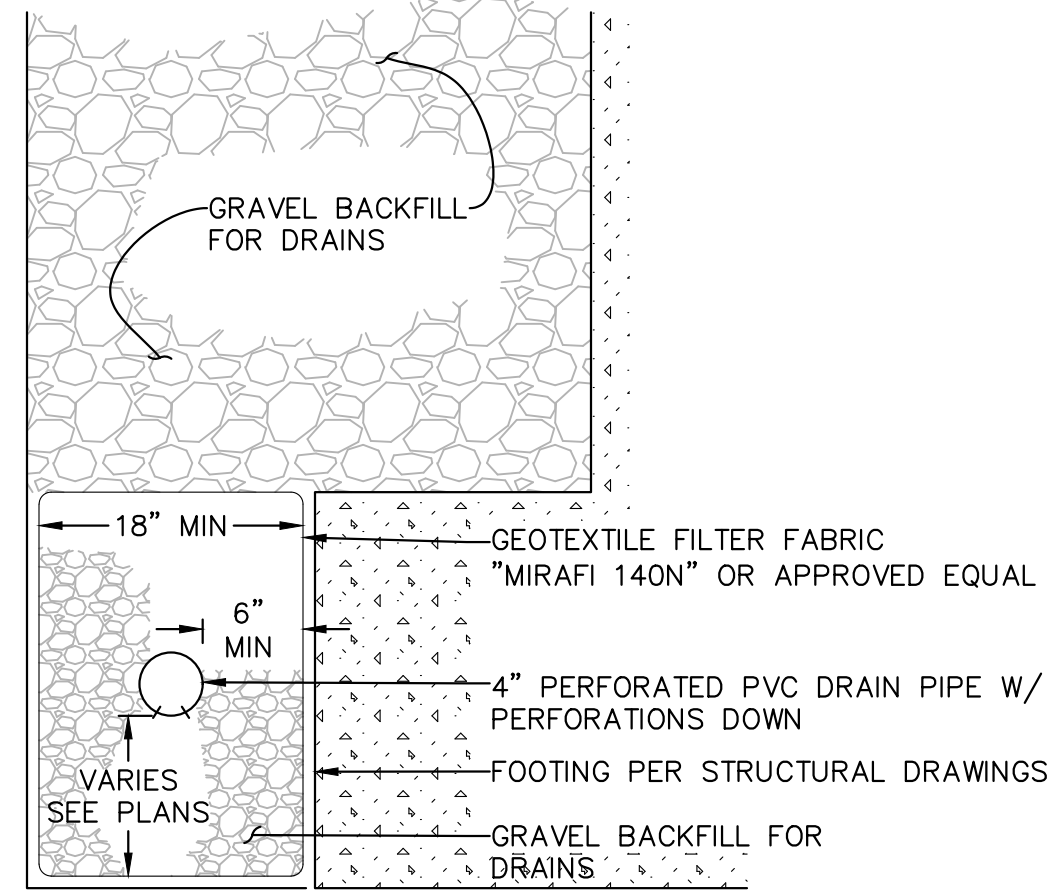 GRAVEL BACKFILL
FOR DRAINS
18" MIN
GEOTEXTILE FILTER FABRIC
"MIRAFI 140N" OR APPROVED EQUAL
6"
MIN
4" PERFORATED PVC DRAIN PIPE W/
PERFORATIONS DOWN
FOOTING PER STRUCTURAL DRAWINGS
VARIES
SEE PLANS
GRAVEL BACKFILL FOR
DRAINS